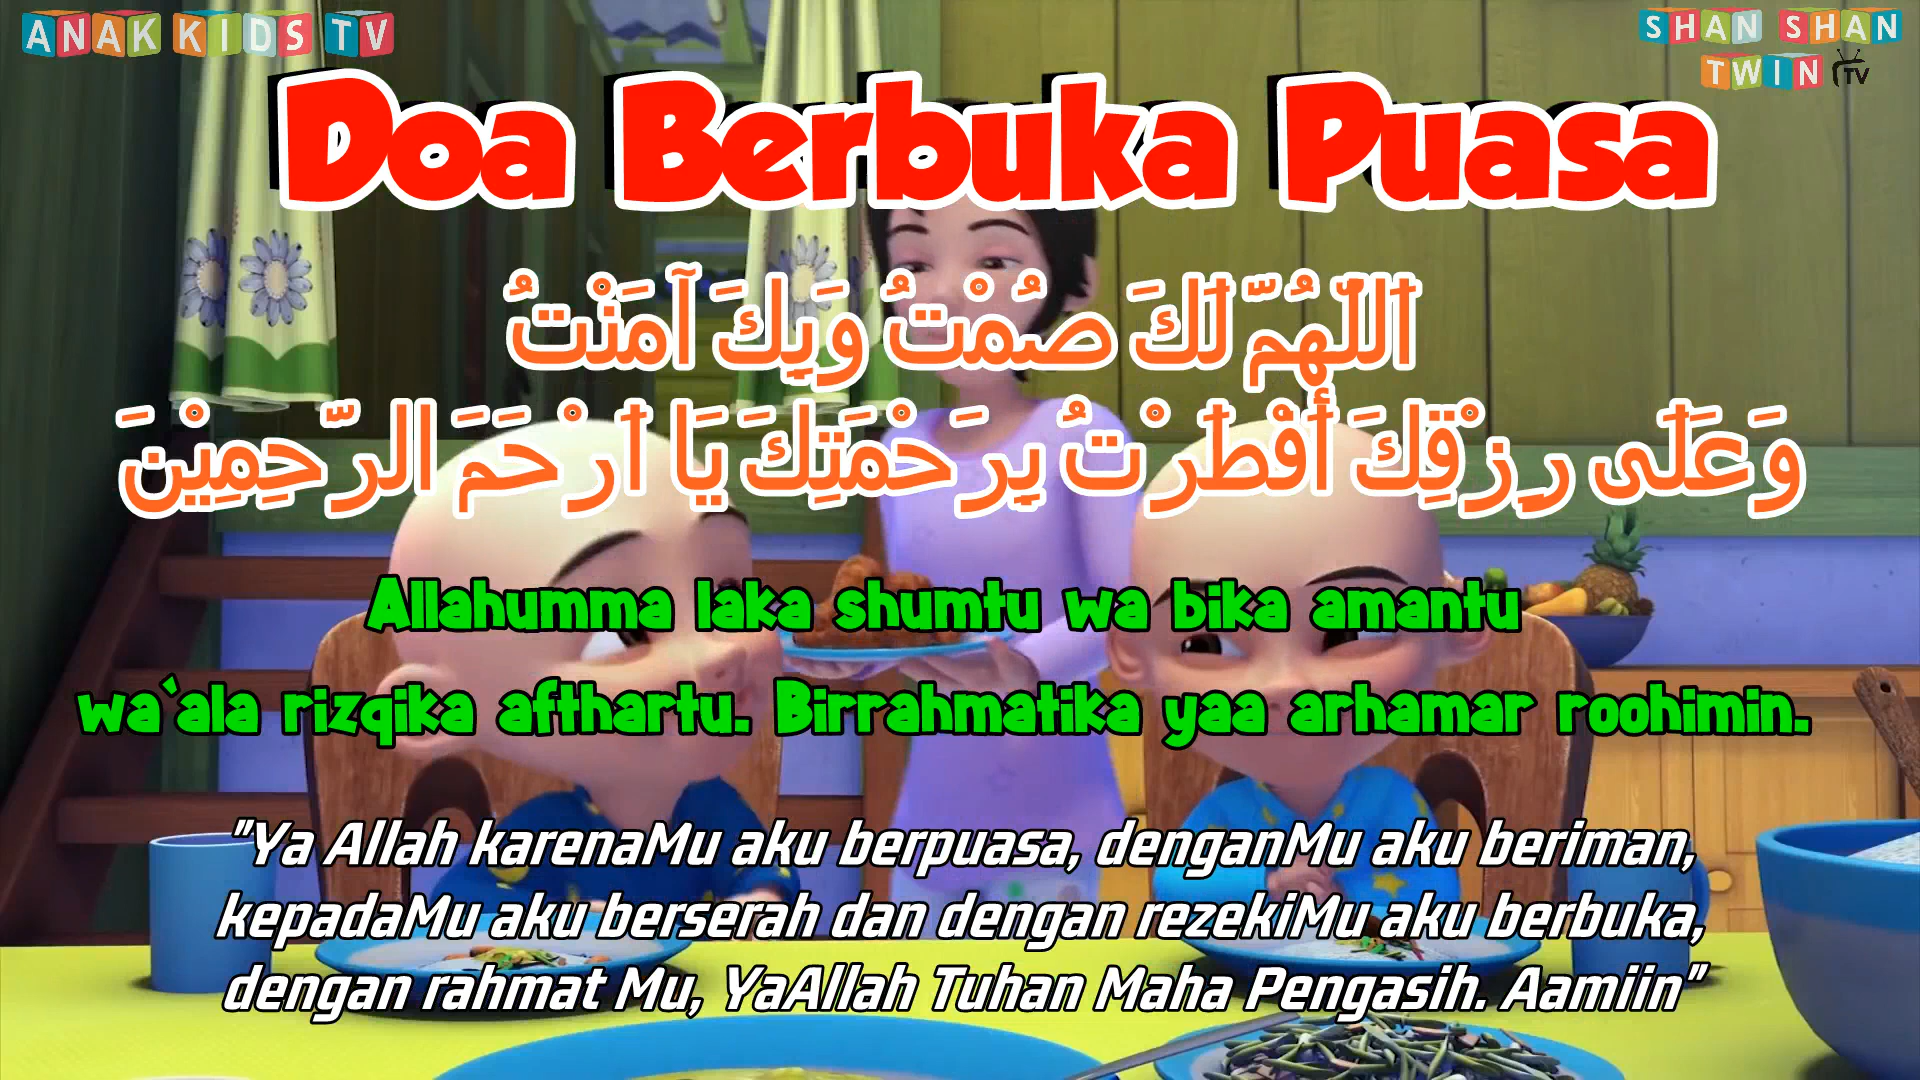 ANAK KIDS TV
SHAN SHAN
TWIN TV
Doa Berbuka Puasa
اَللّٰهُمَّ لَكَ صُمْتُ وَبِكَ آمَنْتُ
وَعَلَى رِزْقِكَ أَفْطَرْتُ بِرَحْمَتِكَ يَا اَرْحَمَ الرَّحِمِيْنَ
Allahumma laka shumtu wa bika amantu
wa`ala rizqika afthartu. Birrahmatika yaa arhamar roohimin.
"Ya Allah karenaMu aku berpuasa, denganMu aku beriman,
kepadaMu aku berserah dan dengan rezekiMu aku berbuka,
dengan rahmat Mu, YaAllah Tuhan Maha Pengasih. Aamiin"